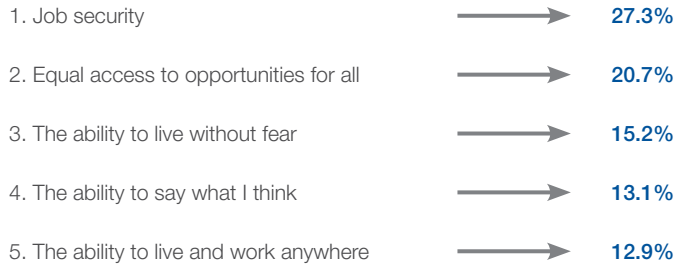 1. Job security 27.3%
2. Equal access to opportunities for all 20.7%
3. The ability to live without fear 15.2%
4. The ability to say what I think 13.1%
5. The ability to live and work anywhere 12.9%